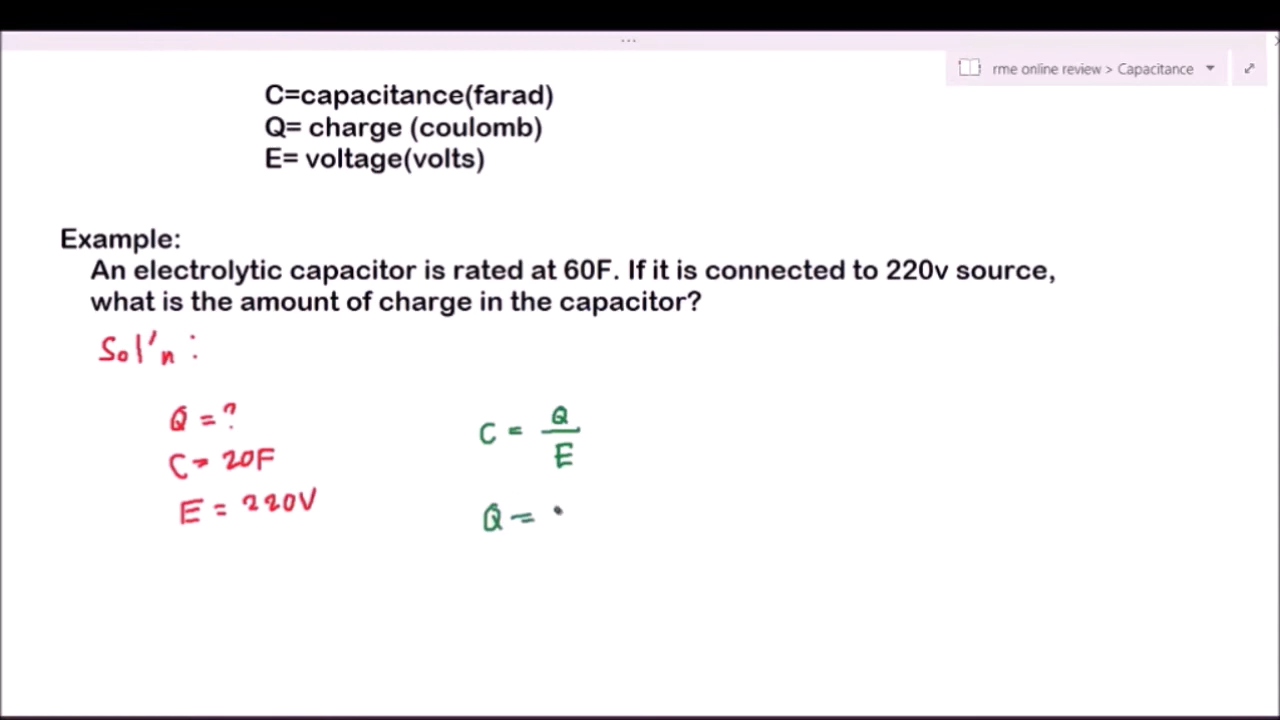 ...
rme online review > Capacitance
C=capacitance(farad)
Q= charge (coulomb)
E= voltage(volts)
Example:
An electrolytic capacitor is rated at 60F. If it is connected to 220v source,
what is the amount of charge in the capacitor?
Sol'n :
Q = ?
C = 20F
E = 220V
C = Q
E
Q =